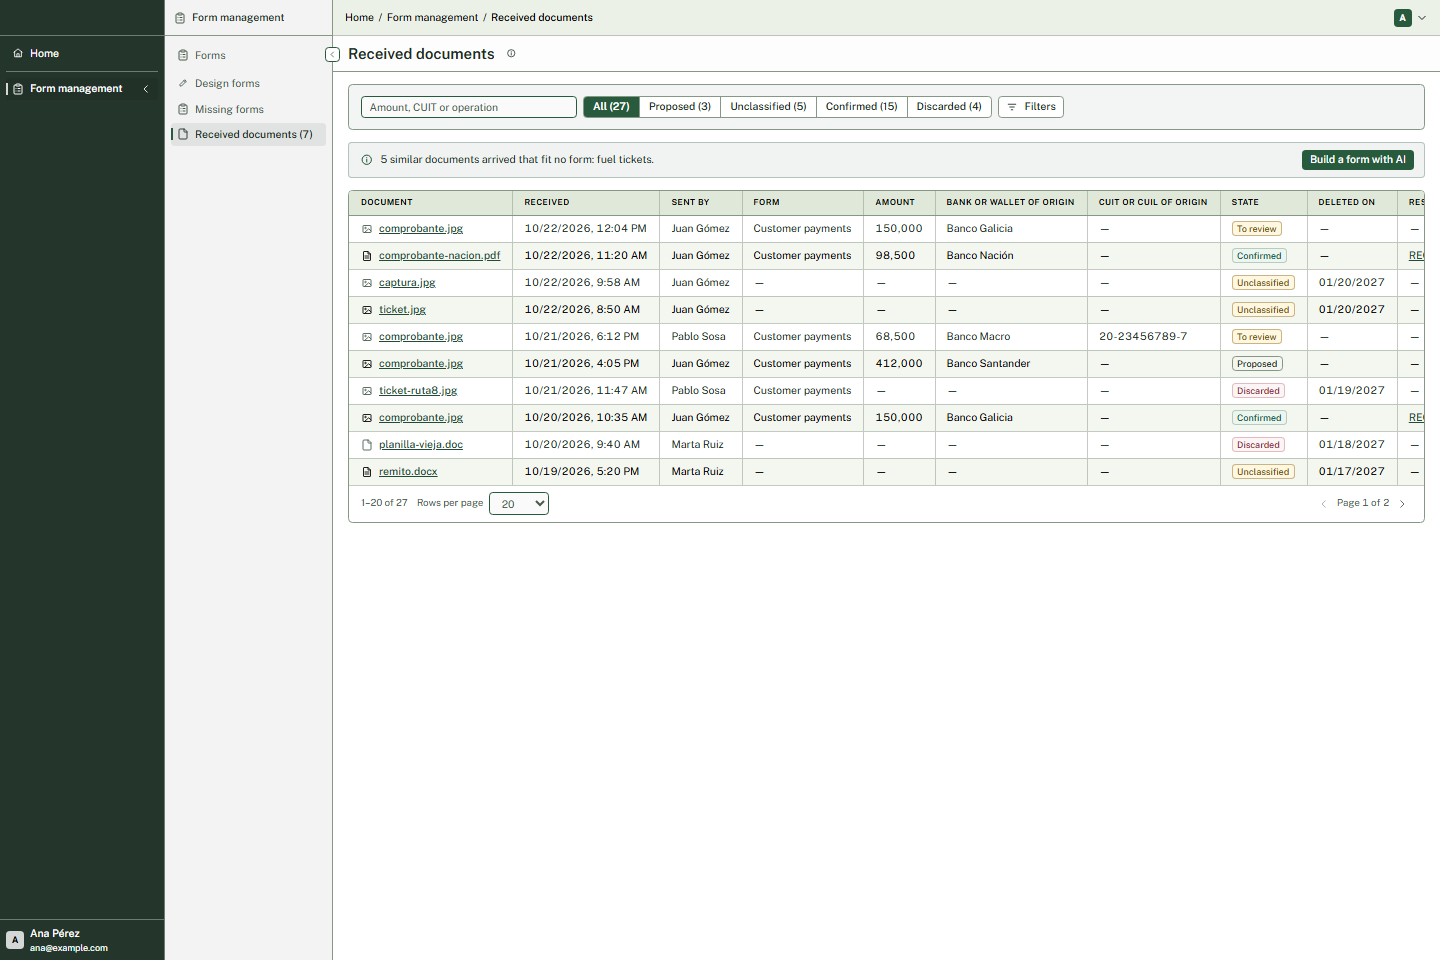 Form management
Home / Form management / Received documents
A
Home
Form management
Forms
Design forms
Missing forms
Received documents (7)
Received documents
Amount, CUIT or operation
All (27)
Proposed (3)
Unclassified (5)
Confirmed (15)
Discarded (4)
Filters
5 similar documents arrived that fit no form: fuel tickets.
Build a form with AI
DOCUMENT RECEIVED SENT BY FORM AMOUNT BANK OR WALLET OF ORIGIN CUIT OR CUIL OF ORIGIN STATE DELETED ON RES
comprobante.jpg 10/22/2026, 12:04 PM Juan Gómez Customer payments 150,000 Banco Galicia — To review — —
comprobante-nacion.pdf 10/22/2026, 11:20 AM Juan Gómez Customer payments 98,500 Banco Nación — Confirmed — REC
captura.jpg 10/22/2026, 9:58 AM Juan Gómez — — — — Unclassified 01/20/2027 —
ticket.jpg 10/22/2026, 8:50 AM Juan Gómez — — — — Unclassified 01/20/2027 —
comprobante.jpg 10/21/2026, 6:12 PM Pablo Sosa Customer payments 68,500 Banco Macro 20-23456789-7 To review — —
comprobante.jpg 10/21/2026, 4:05 PM Juan Gómez Customer payments 412,000 Banco Santander — Proposed — —
ticket-ruta8.jpg 10/21/2026, 11:47 AM Pablo Sosa Customer payments — — — Discarded 01/19/2027 —
comprobante.jpg 10/20/2026, 10:35 AM Juan Gómez Customer payments 150,000 Banco Galicia — Confirmed — REC
planilla-vieja.doc 10/20/2026, 9:40 AM Marta Ruiz — — — — Discarded 01/18/2027 —
remito.docx 10/19/2026, 5:20 PM Marta Ruiz — — — — Unclassified 01/17/2027 —
1–20 of 27 Rows per page 20
Page 1 of 2
A
Ana Pérez
ana@example.com